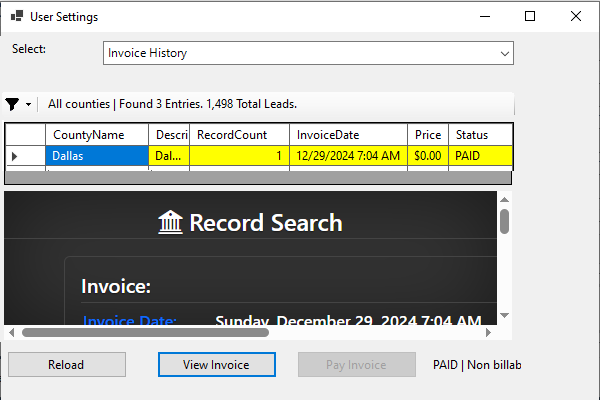 User Settings
Select:
Invoice History
All counties | Found 3 Entries. 1,498 Total Leads.
CountyName Descri RecordCount InvoiceDate Price Status
Dallas Dal... 1 12/29/2024 7:04 AM $0.00 PAID
Record Search
Invoice:
Invoice Date: Sunday, December 29, 2024 7:04 AM
Reload View Invoice Pay Invoice PAID | Non billab